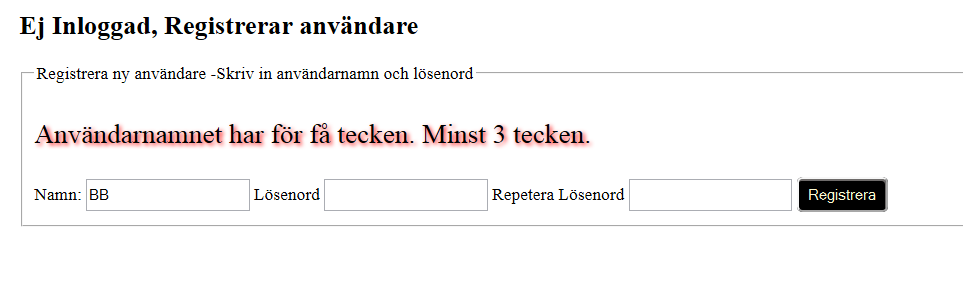 Ej Inloggad, Registrerar användare
Registrera ny användare -Skriv in användarnamn och lösenord
Användarnamnet har för få tecken. Minst 3 tecken.
Namn: BB Lösenord Repetera Lösenord Registrera